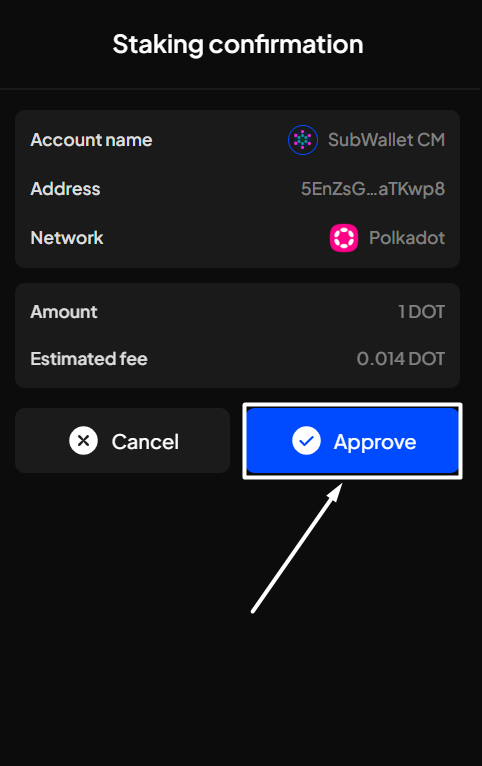 Staking confirmation
Account name SubWallet CM
Address 5EnZsG...aTKwp8
Network Polkadot
Amount 1 DOT
Estimated fee 0.014 DOT
Cancel Approve